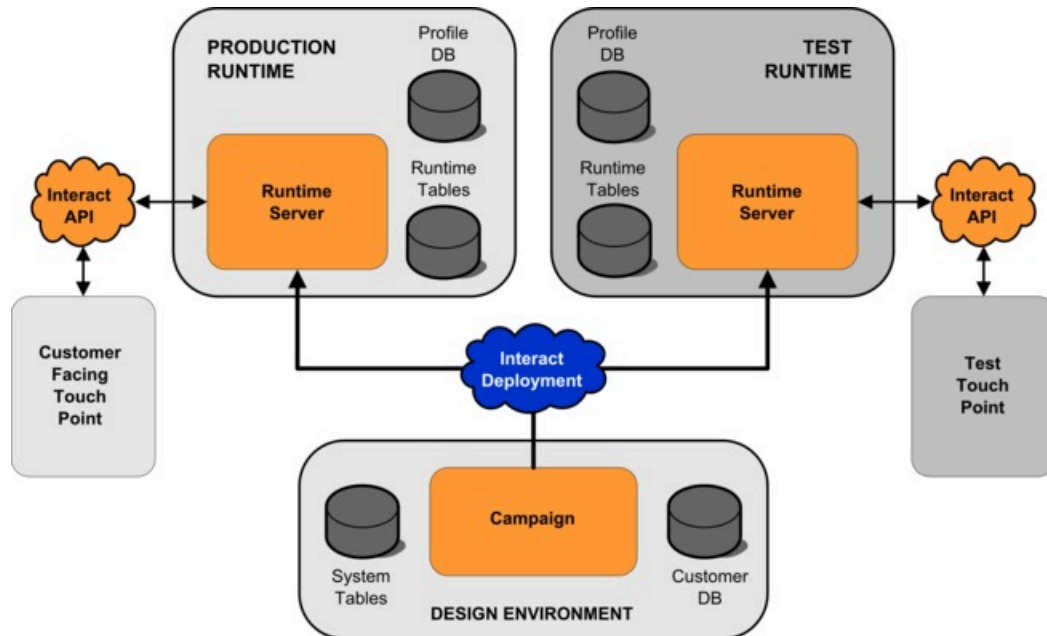 PRODUCTION
RUNTIME
Profile
DB
Runtime
Server
Runtime
Tables
Interact
API
Customer
Facing
Touch
Point
Profile
DB
TEST
RUNTIME
Runtime
Tables
Runtime
Server
Interact
API
Test
Touch
Point
Interact
Deployment
Campaign
System
Tables
Customer
DB
DESIGN ENVIRONMENT